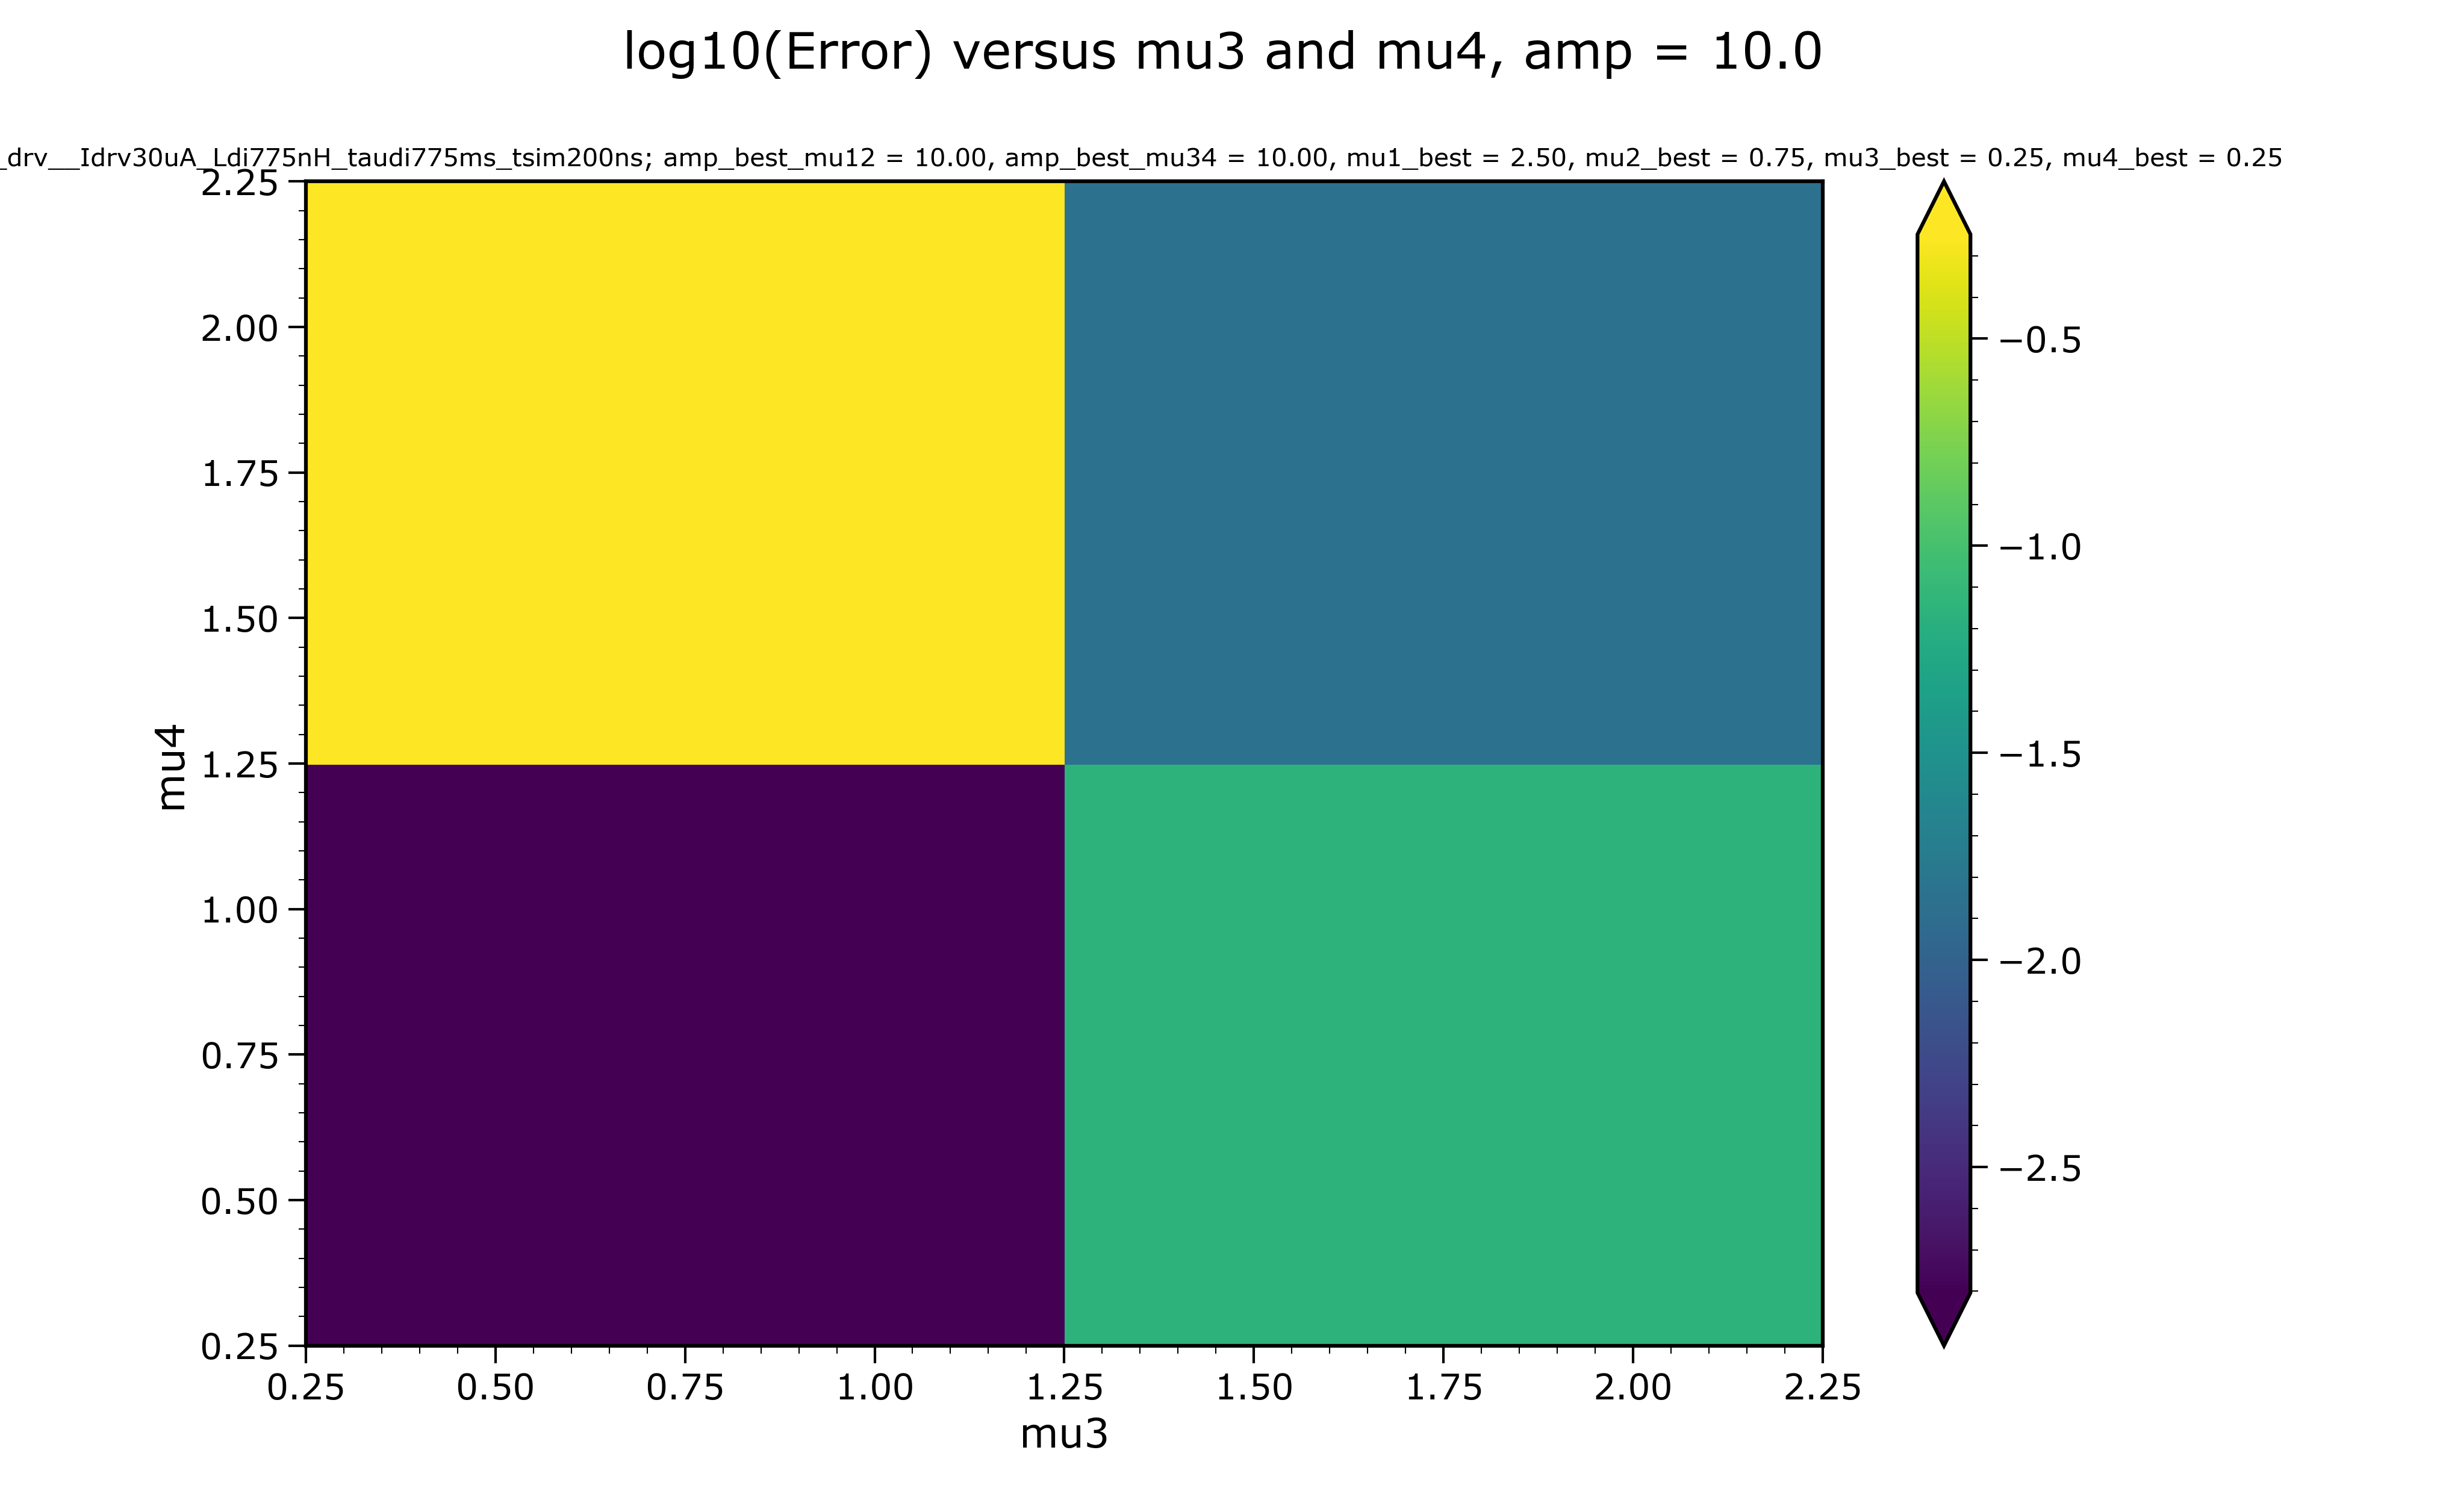 log10(Error) versus mu3 and mu4, amp = 10.0
_drv__Idrv30uA_Ldi775nH_taudi775ms_tsim200ns; amp_best_mu12 = 10.00, amp_best_mu34 = 10.00, mu1_best = 2.50, mu2_best = 0.75, mu3_best = 0.25, mu4_best = 0.25
2.25
2.00
1.75
1.50
1.25
1.00
0.75
0.50
0.25
mu4
0.25 0.50 0.75 1.00 1.25 1.50 1.75 2.00 2.25
mu3
−0.5
−1.0
−1.5
−2.0
−2.5